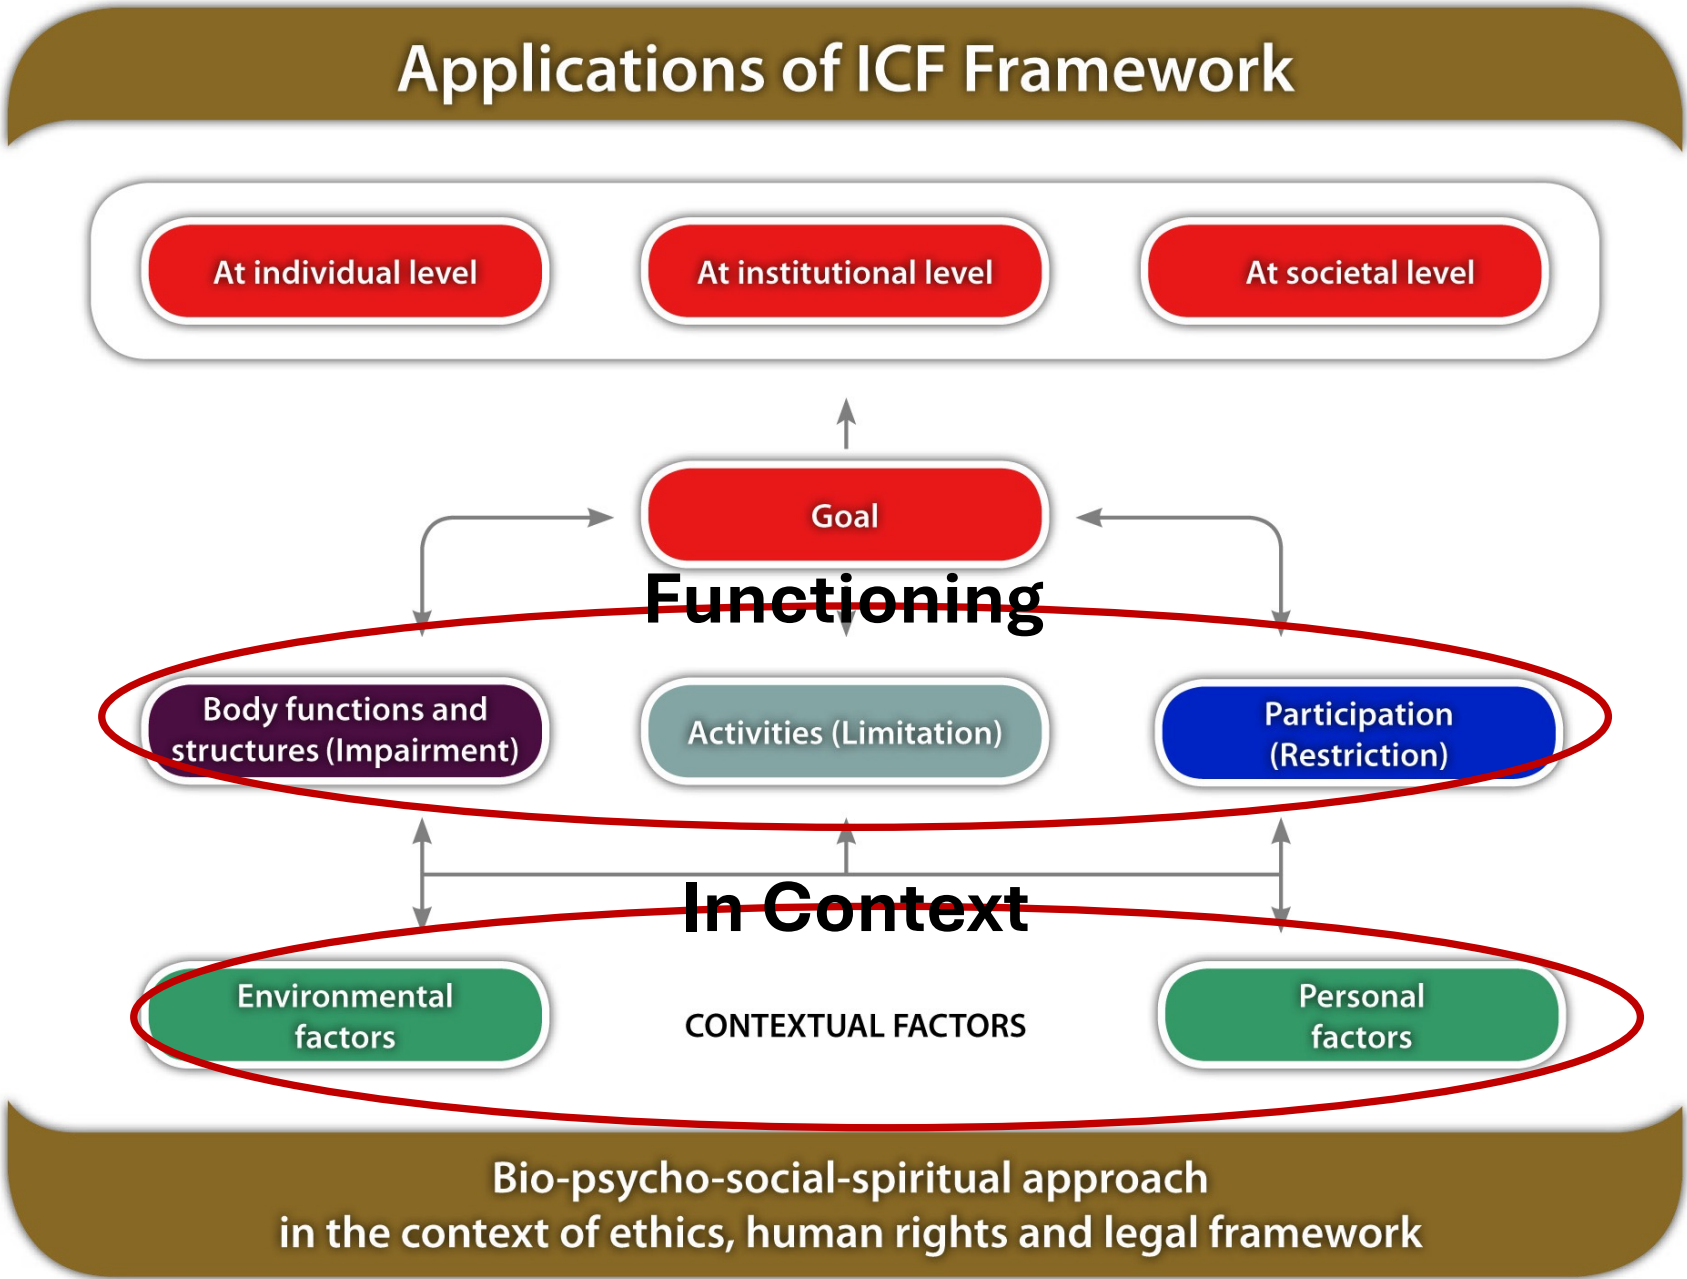 Applications of ICF Framework
At individual level
At institutional level
At societal level
Goal
Functioning
Body functions and
structures (Impairment)
Activities (Limitation)
Participation
(Restriction)
In Context
Environmental
factors
CONTEXTUAL FACTORS
Personal
factors
Bio-psycho-social-spiritual approach
in the context of ethics, human rights and legal framework